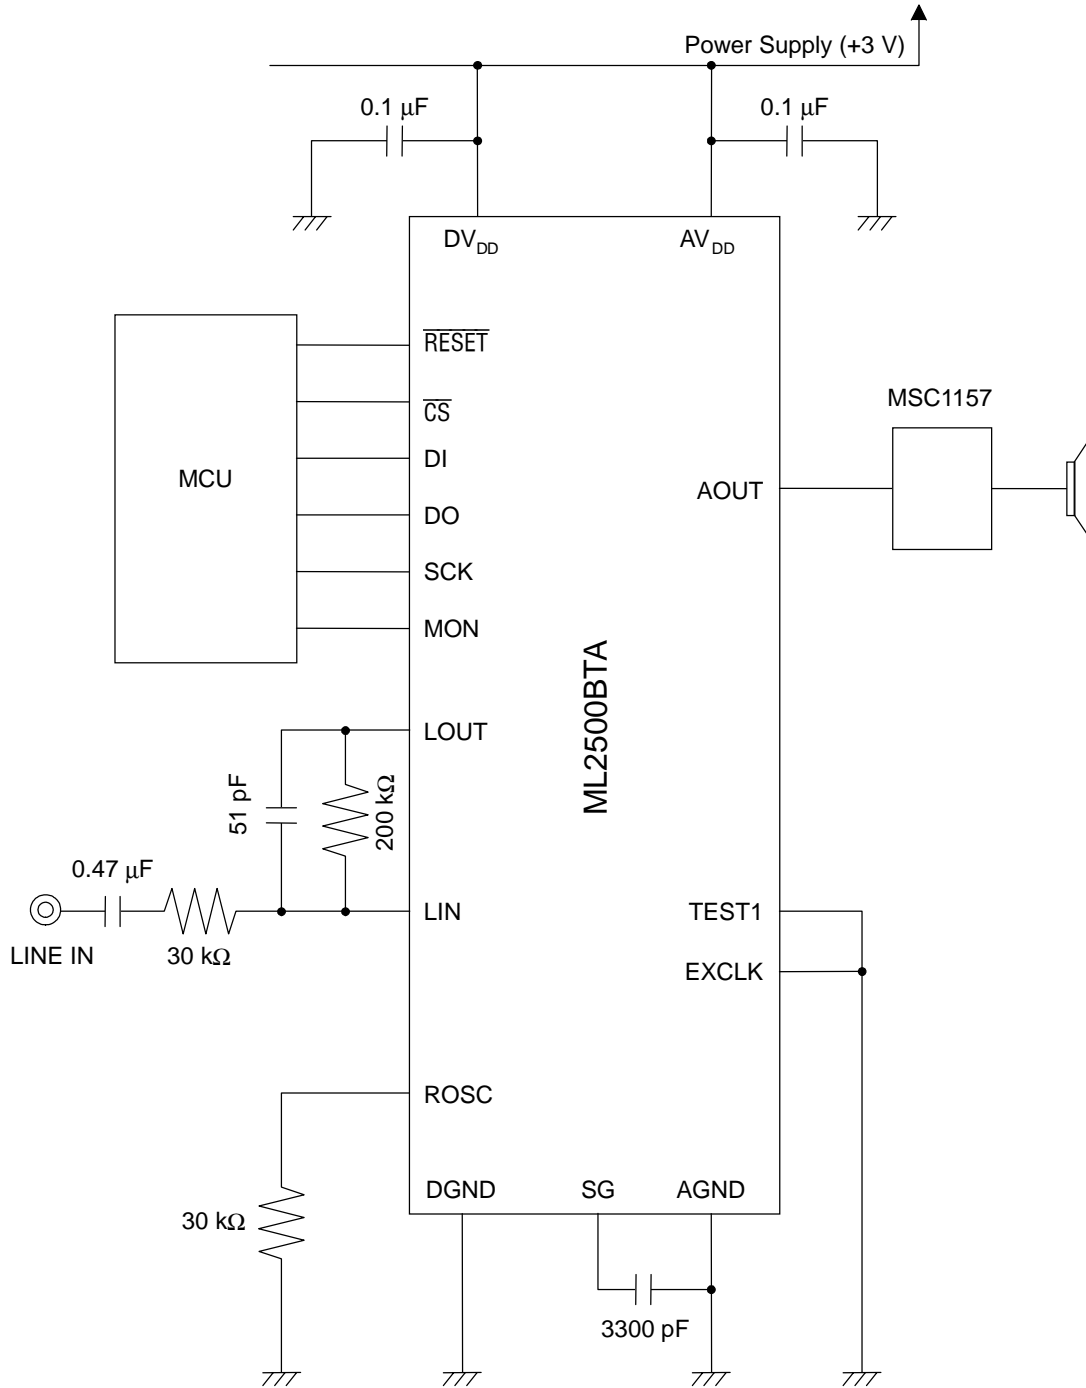 Power Supply (+3 V)
0.1 µF
0.1 µF
DVDD
AVDD
RESET
CS
DI
DO
SCK
MON
MCU
MSC1157
AOUT
ML2500BTA
LOUT
51 pF
200 kΩ
0.47 µF
LIN
LINE IN
30 kΩ
TEST1
EXCLK
ROSC
30 kΩ
DGND
SG
AGND
3300 pF